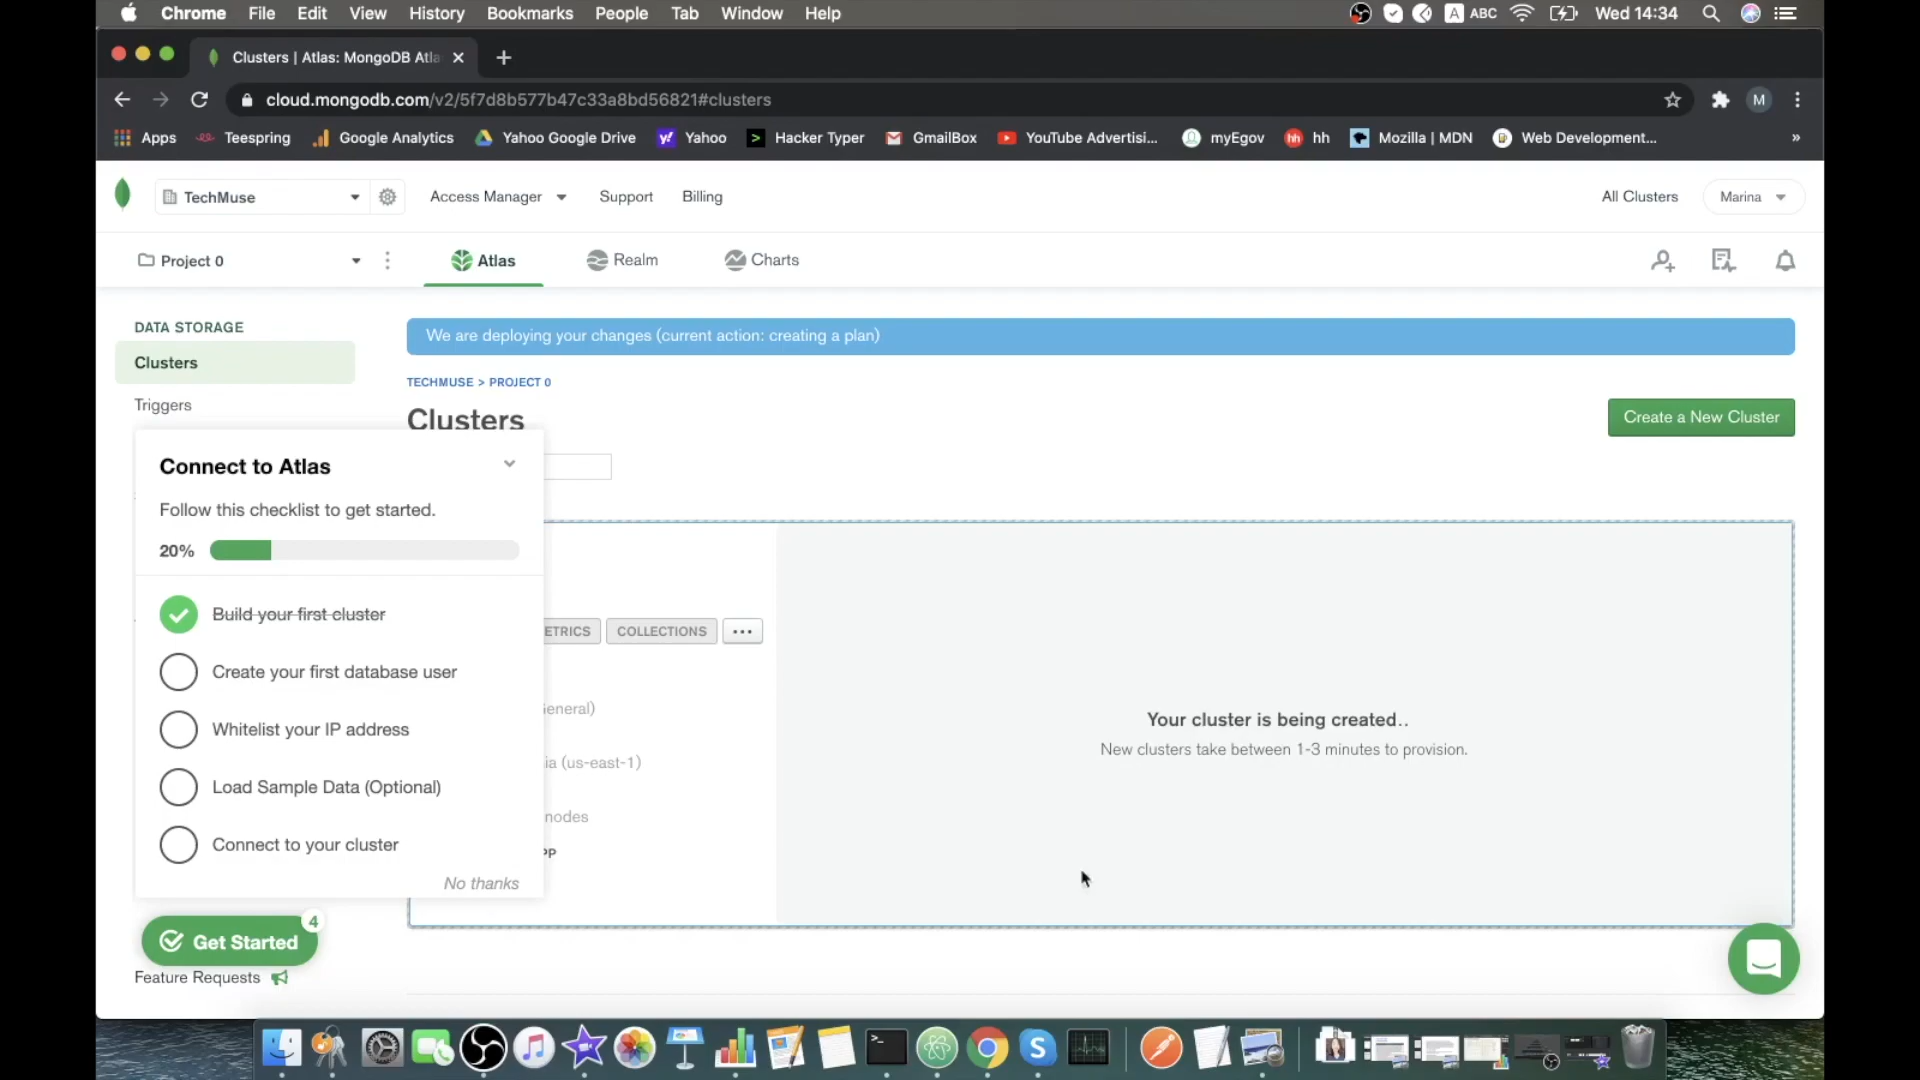 Chrome File Edit View History Bookmarks People Tab Window Help
A ABC Wed 14:34
Clusters | Atlas: MongoDB Atla
cloud.mongodb.com/v2/5f7d8b577b47c33a8bd56821#clusters
M
Apps Teespring Google Analytics Yahoo Google Drive Yahoo Hacker Typer GmailBox YouTube Advertisi... myEgov hh hh Mozilla | MDN Web Development... »
TechMuse Access Manager Support Billing All Clusters Marina
Project 0 Atlas Realm Charts
DATA STORAGE
Clusters
Triggers
We are deploying your changes (current action: creating a plan)
TECHMUSE > PROJECT 0
Clusters
Create a New Cluster
Connect to Atlas
Follow this checklist to get started.
20%
Build your first cluster
Create your first database user
Whitelist your IP address
Load Sample Data (Optional)
Connect to your cluster
No thanks
ETRICS COLLECTIONS ...
General)
ia (us-east-1)
nodes
PP
Your cluster is being created..
New clusters take between 1-3 minutes to provision.
Get Started 4
Feature Requests